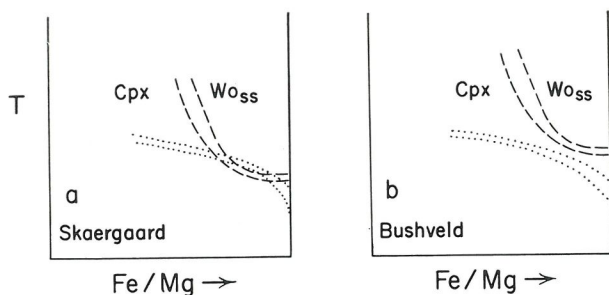 T
Cpx
Wo_ss
a
Skaergaard
Fe/Mg →
Cpx
Wo_ss
b
Bushveld
Fe/Mg →